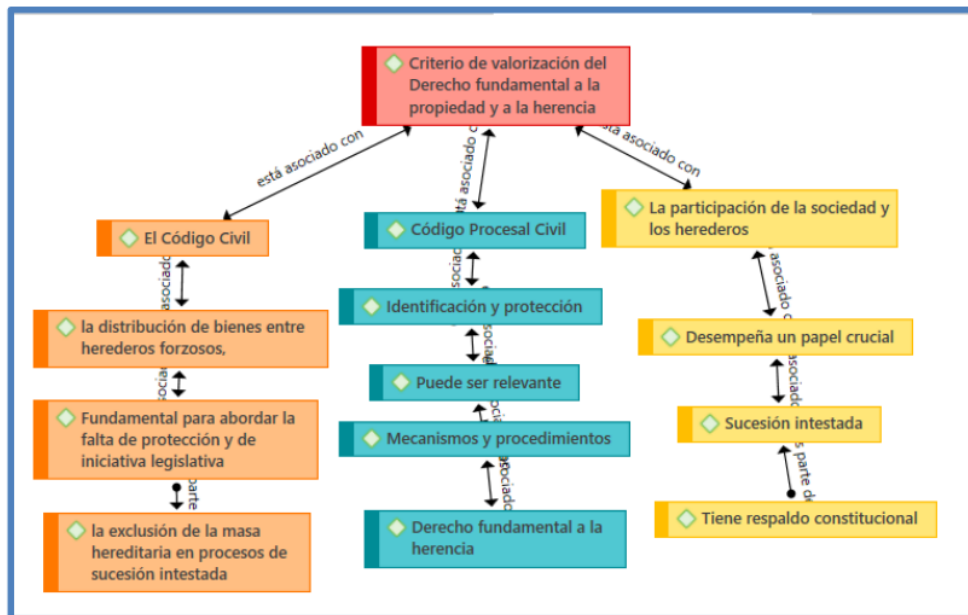 Criterio de valorización del
Derecho fundamental a la
propiedad y a la herencia
está asociado con
asociado
está asociado con
El Código Civil
Código Procesal Civil
La participación de la sociedad y
los herederos
asociado
asociado
la distribución de bienes entre
herederos forzosos,
Identificación y protección
Desempeña un papel crucial
Fundamental para abordar la
falta de protección y de
iniciativa legislativa
Puede ser relevante
Mecanismos y procedimientos
Sucesión intestada
asociado
parte de
la exclusión de la masa
hereditaria en procesos de
sucesión intestada
Derecho fundamental a la
herencia
Tiene respaldo constitucional